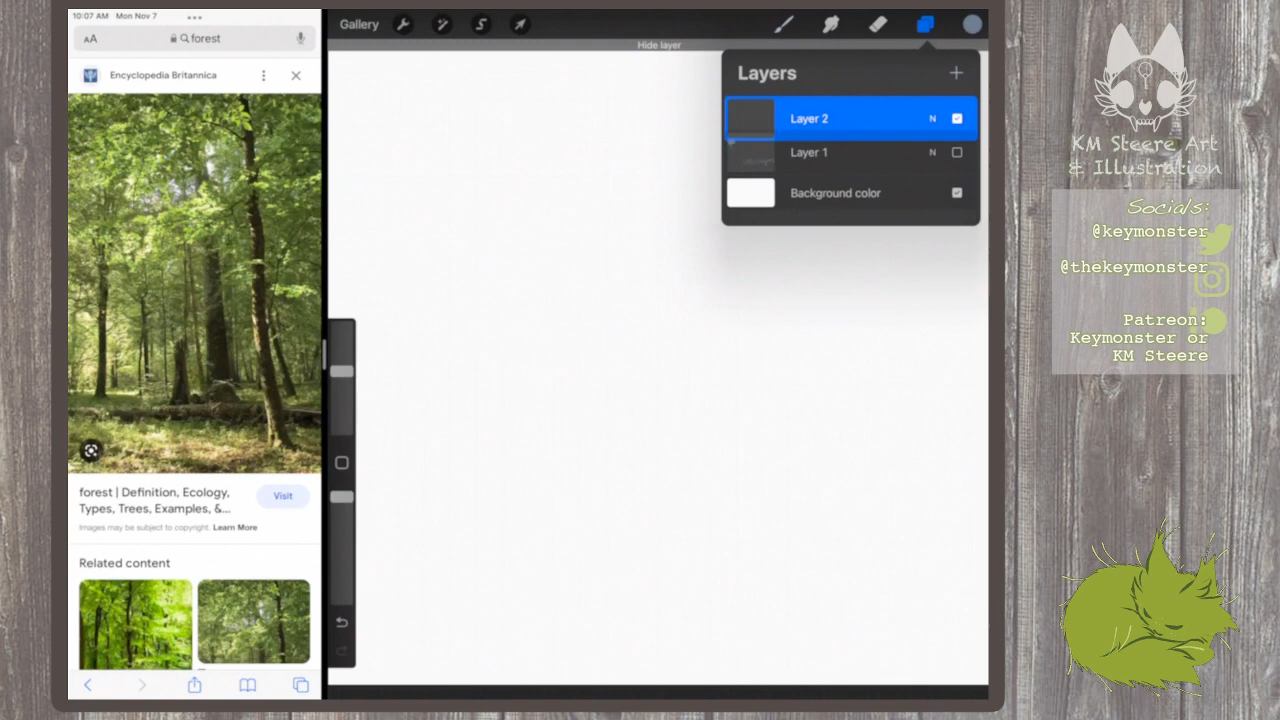 10:07 AM Mon Nov 7
AA
forest
Encyclopedia Britannica
forest | Definition, Ecology,
Types, Trees, Examples, &...
Visit
Images may be subject to copyright. Learn More
Related content
Gallery
Hide layer
Layers
Layer 2 N
Layer 1 N
Background color
KM Steere Art
& Illustration
Socials:
@keymonster
@thekeymonster
Patreon:
Keymonster or
KM Steere